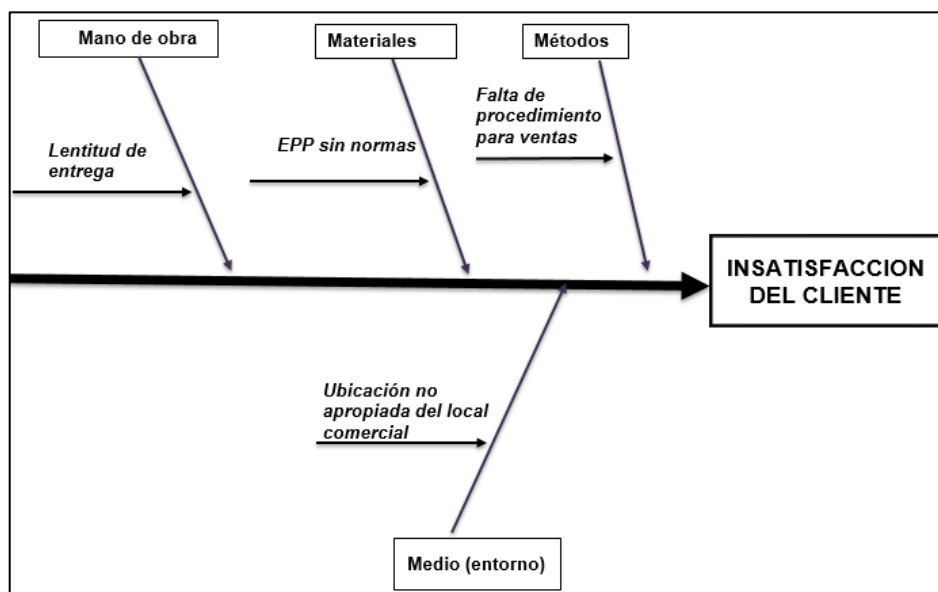 Mano de obra
Materiales
Métodos
Lentitud de
entrega
EPP sin normas
Falta de
procedimiento
para ventas
INSATISFACCION
DEL CLIENTE
Ubicación no
apropiada del local
comercial
Medio (entorno)